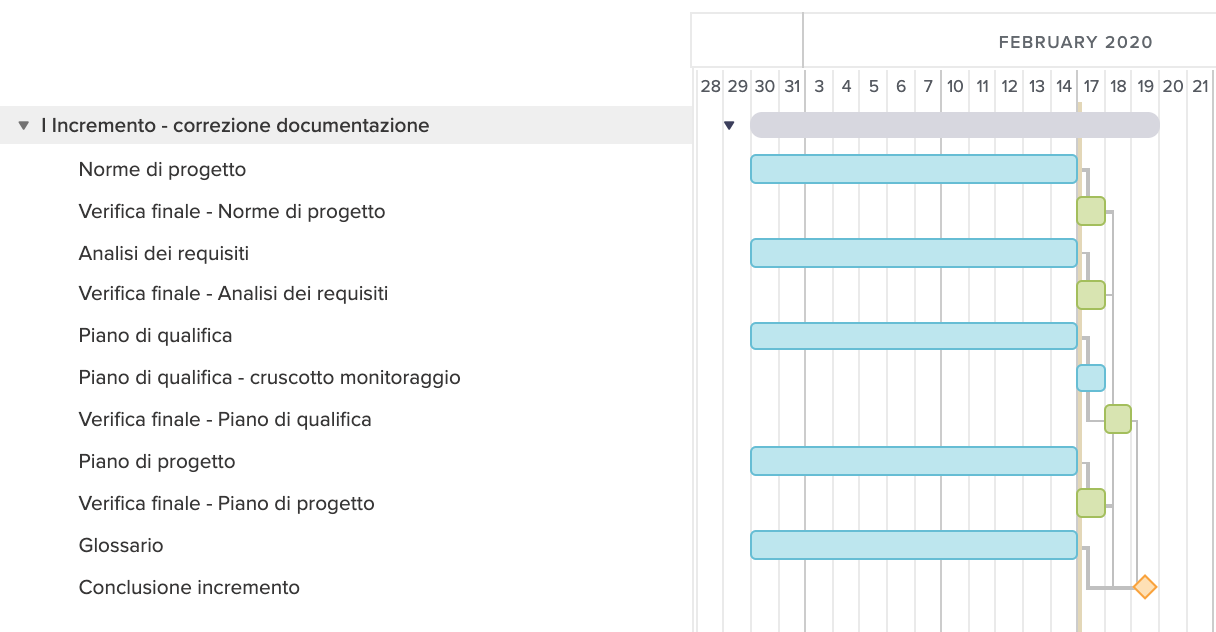 FEBRUARY 2020
28 29 30 31 3 4 5 6 7 10 11 12 13 14 17 18 19 20 21
I Incremento - correzione documentazione
Norme di progetto
Verifica finale - Norme di progetto
Analisi dei requisiti
Verifica finale - Analisi dei requisiti
Piano di qualifica
Piano di qualifica - cruscotto monitoraggio
Verifica finale - Piano di qualifica
Piano di progetto
Verifica finale - Piano di progetto
Glossario
Conclusione incremento